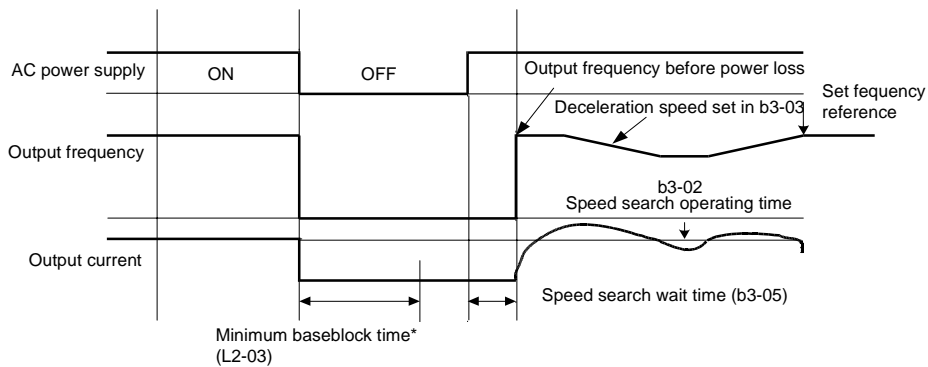 AC power supply
ON
OFF
Output frequency before power loss
Deceleration speed set in b3-03
Set fequency
reference
Output frequency
b3-02
Speed search operating time
Output current
Speed search wait time (b3-05)
Minimum baseblock time*
(L2-03)